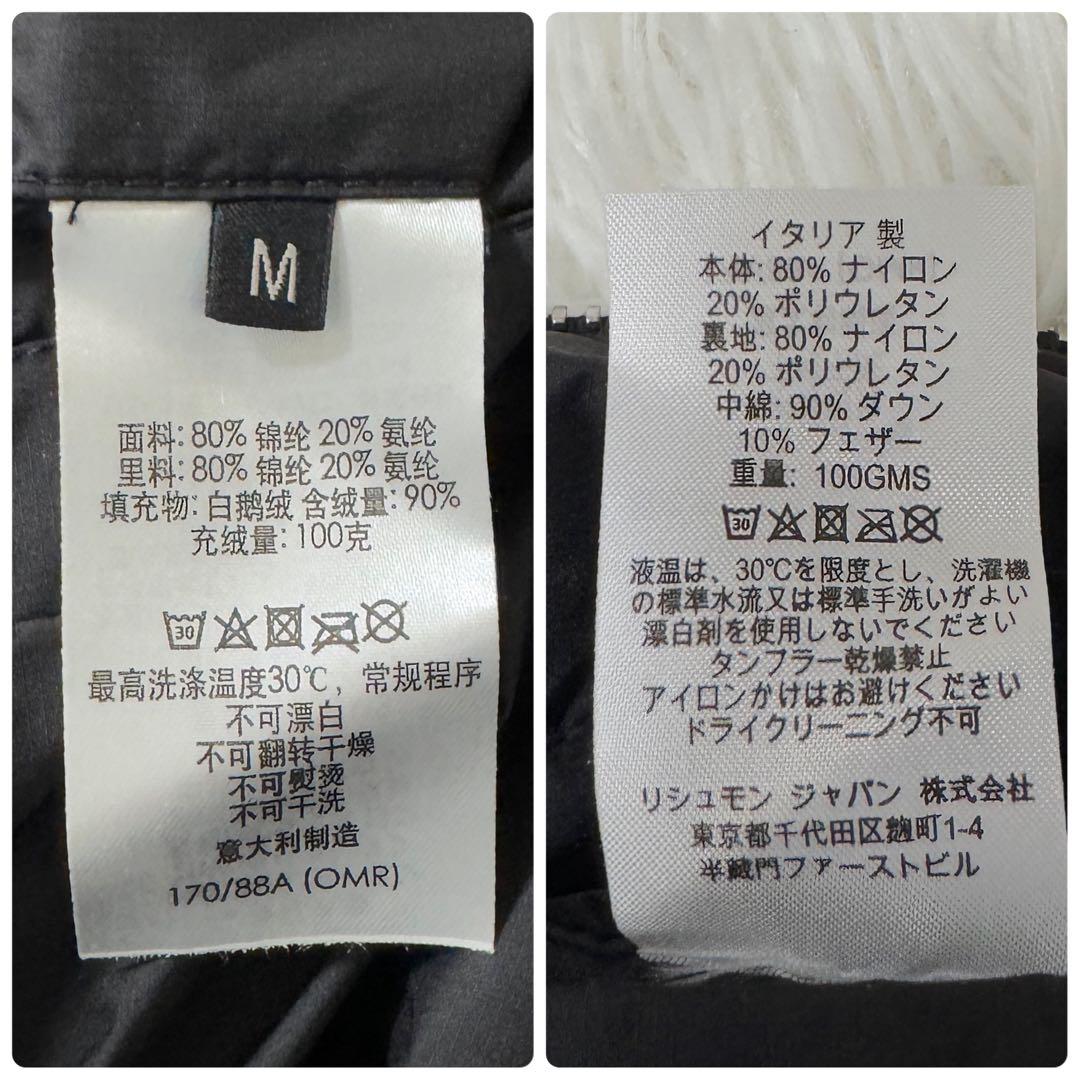 M
面料: 80% 锦纶 20% 氨纶
里料: 80% 锦纶 20% 氨纶
填充物: 白鹅绒 含绒量: 90%
充绒量: 100克
30
最高洗涤温度30℃, 常规程序
不可漂白
不可翻转干燥
不可熨烫
不可干洗
意大利制造
170/88A (OMR)
イタリア 製
本体: 80% ナイロン
20% ポリウレタン
裏地: 80% ナイロン
20% ポリウレタン
中綿: 90% ダウン
10% フェザー
重量: 100GMS
30
液温は、30℃を限度とし、洗濯機
の標準水流又は標準手洗いがよい
漂白剤を使用しないでください
タンフラー乾燥禁止
アイロンかけはお避けください
ドライクリーニング不可
リシュモン ジャパン 株式会社
東京都千代田区麹町1-4
半蔵門ファーストビル